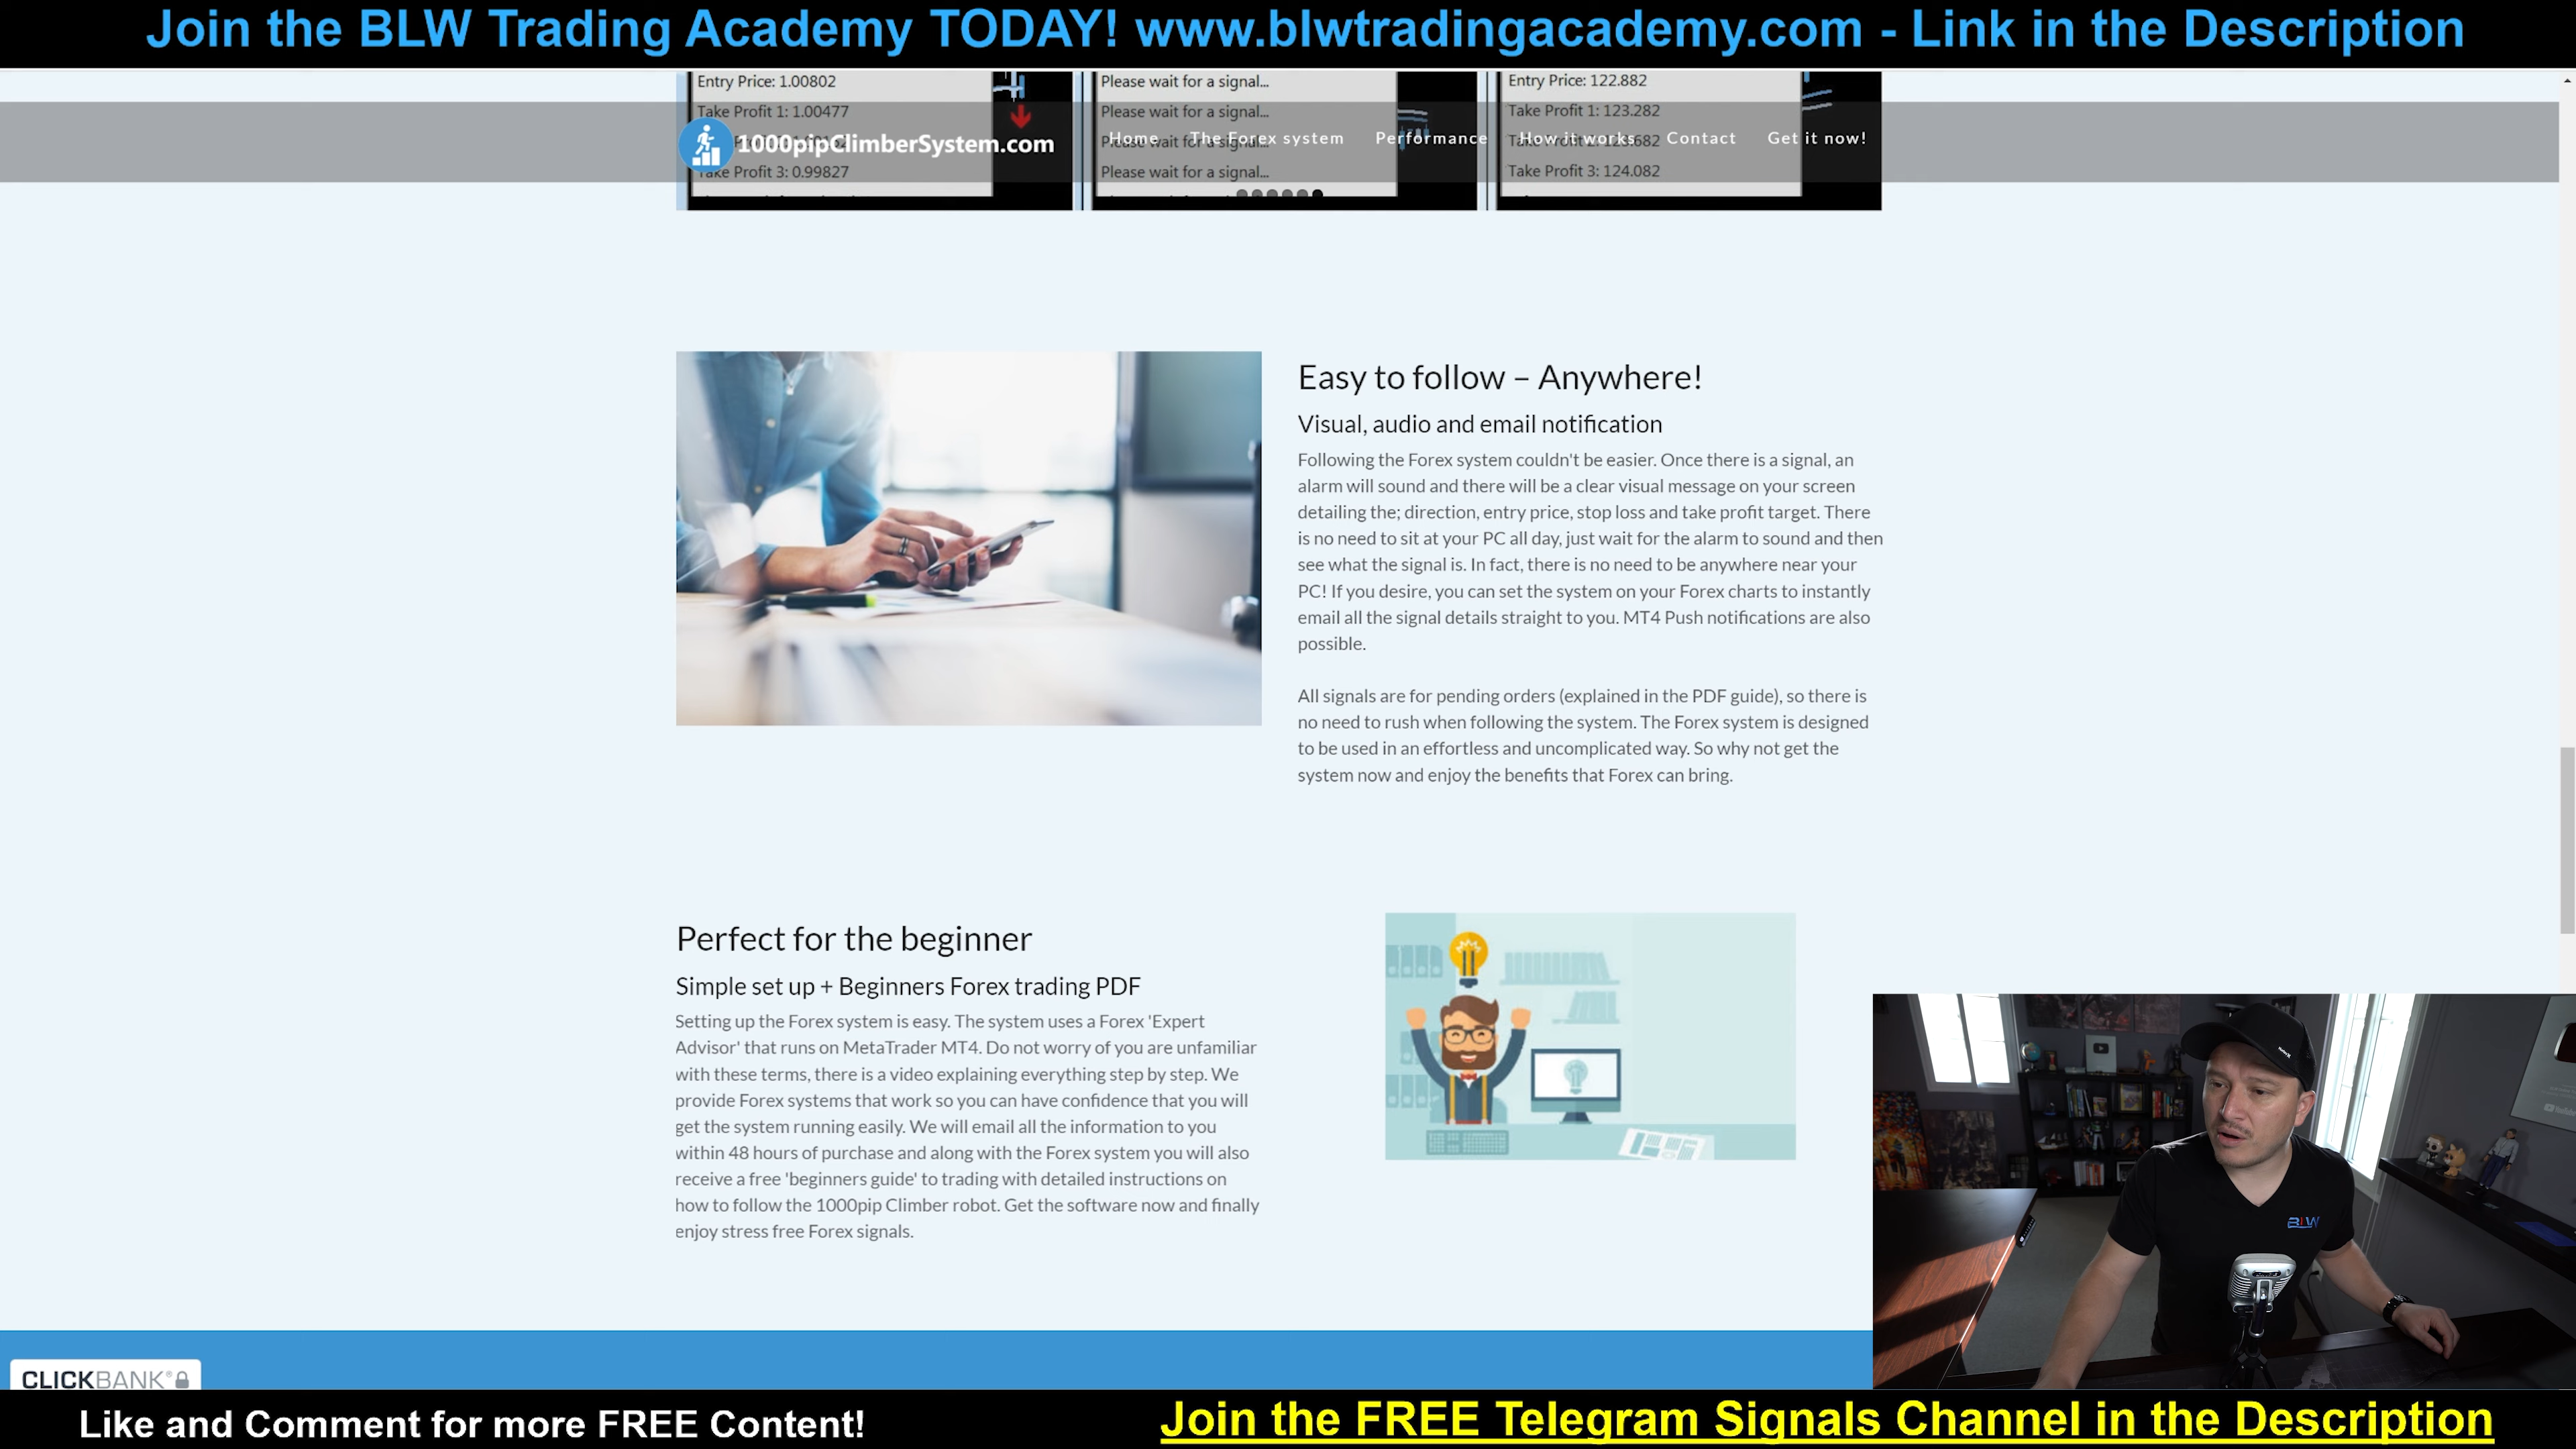 Join the BLW Trading Academy TODAY! www.blwtradingacademy.com - Link in the Description
Entry Price: 1.00802
Take Profit 1: 1.00477
Take Profit 3: 0.99827
Please wait for a signal...
Please wait for a signal...
Please wait for a signal...
Please wait for a signal...
Entry Price: 122.882
Take Profit 1: 123.282
Take Profit 3: 124.082
1000pipClimberSystem.com
Home The Forex system Performance How it works Contact Get it now!
Easy to follow – Anywhere!
Visual, audio and email notification
Following the Forex system couldn't be easier. Once there is a signal, an
alarm will sound and there will be a clear visual message on your screen
detailing the; direction, entry price, stop loss and take profit target. There
is no need to sit at your PC all day, just wait for the alarm to sound and then
see what the signal is. In fact, there is no need to be anywhere near your
PC! If you desire, you can set the system on your Forex charts to instantly
email all the signal details straight to you. MT4 Push notifications are also
possible.
All signals are for pending orders (explained in the PDF guide), so there is
no need to rush when following the system. The Forex system is designed
to be used in an effortless and uncomplicated way. So why not get the
system now and enjoy the benefits that Forex can bring.
Perfect for the beginner
Simple set up + Beginners Forex trading PDF
Setting up the Forex system is easy. The system uses a Forex 'Expert
Advisor' that runs on MetaTrader MT4. Do not worry of you are unfamiliar
with these terms, there is a video explaining everything step by step. We
provide Forex systems that work so you can have confidence that you will
get the system running easily. We will email all the information to you
within 48 hours of purchase and along with the Forex system you will also
receive a free 'beginners guide' to trading with detailed instructions on
how to follow the 1000pip Climber robot. Get the software now and finally
enjoy stress free Forex signals.
BLW
CLICKBANK®
Like and Comment for more FREE Content!
Join the FREE Telegram Signals Channel in the Description